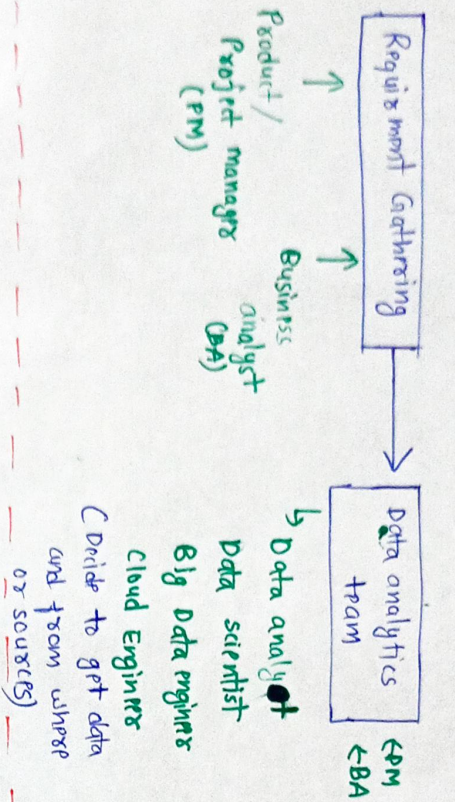 Requirment Gathering
Product/
Project manager
(PM)
Business
analyst
(BA)
Data analytics
team
←PM
←BA
↳ Data analyst
Data scientist
Big Data engineer
Cloud Engineer
(Decide to get data
and from where
or sources)